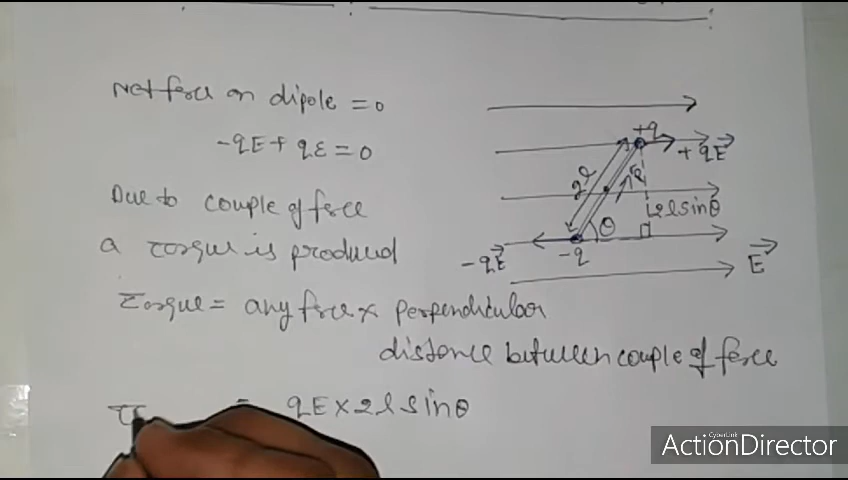 Net force on dipole = 0
-qE + qE = 0
Due to couple of force
a Torque is produced
Torque = any force × perpendicular
distance between couple of force
τ = qE × 2l sinθ
+q
+qE⃗
2l
2l sinθ
θ
-qE⃗
-q
E⃗
CyberLink
ActionDirector